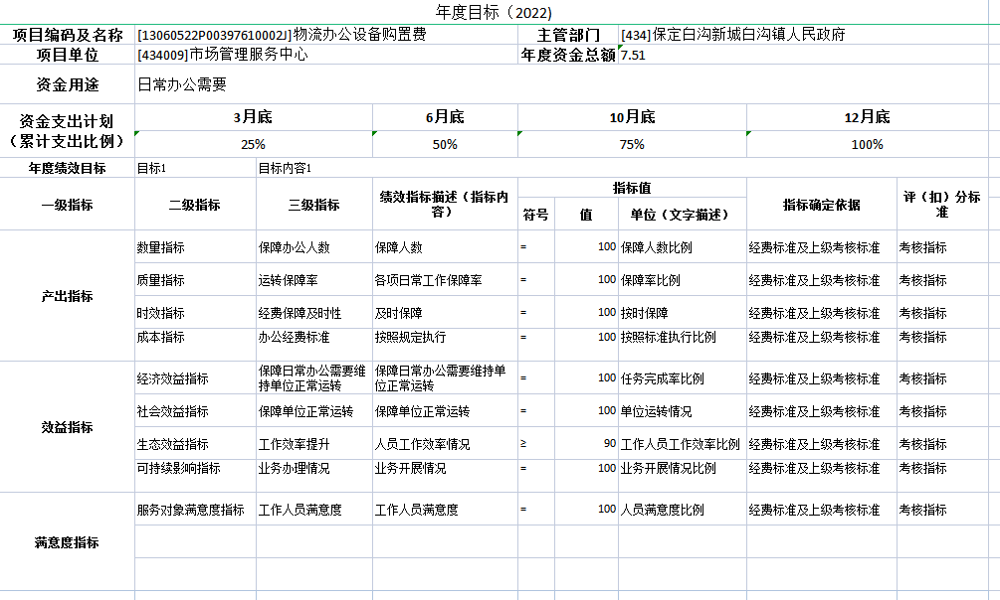 年度目标（2022）
项目编码及名称 [13060522P00397610002J]物流办公设备购置费 主管部门 [434]保定白沟新城白沟镇人民政府
项目单位 [434009]市场管理服务中心 年度资金总额 7.51
资金用途 日常办公需要
资金支出计划 3月底 6月底 10月底 12月底
（累计支出比例） 25% 50% 75% 100%
年度绩效目标 目标1 目标内容1
一级指标 二级指标 三级指标 绩效指标描述（指标内容） 指标值 指标确定依据 评（扣）分标准
符号 值 单位（文字描述）
产出指标
数量指标 保障办公人数 保障人数 = 100 保障人数比例 经费标准及上级考核标准 考核指标
质量指标 运转保障率 各项日常工作保障率 = 100 保障率比例 经费标准及上级考核标准 考核指标
时效指标 经费保障及时性 及时保障 = 100 按时保障 经费标准及上级考核标准 考核指标
成本指标 办公经费标准 按照规定执行 = 100 按照标准执行比例 经费标准及上级考核标准 考核指标
效益指标
经济效益指标 保障日常办公需要维持单位正常运转 保障日常办公需要维持单位正常运转 = 100 任务完成率比例 经费标准及上级考核标准 考核指标
社会效益指标 保障单位正常运转 保障单位正常运转 = 100 单位运转情况 经费标准及上级考核标准 考核指标
生态效益指标 工作效率提升 人员工作效率情况 ≥ 90 工作人员工作效率比例 经费标准及上级考核标准 考核指标
可持续影响指标 业务办理情况 业务开展情况 = 100 业务开展情况比例 经费标准及上级考核标准 考核指标
满意度指标
服务对象满意度指标 工作人员满意度 工作人员满意度 = 100 人员满意度比例 经费标准及上级考核标准 考核指标